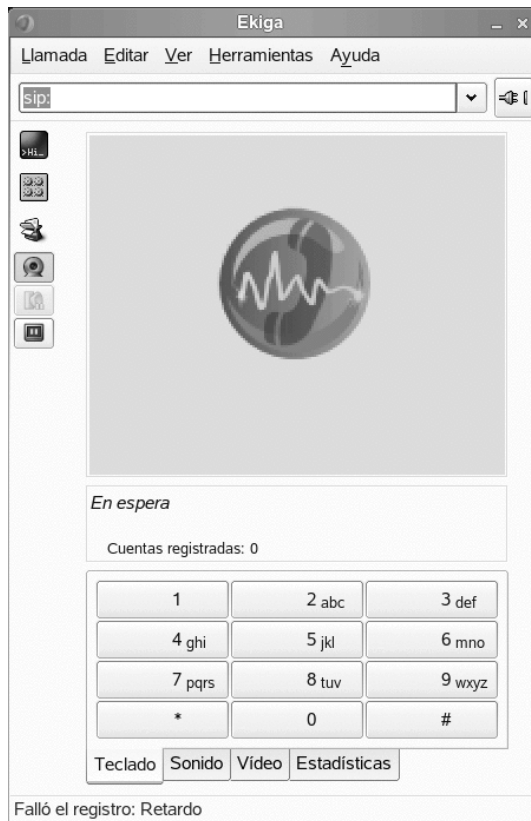 Ekiga
Llamada Editar Ver Herramientas Ayuda
sip:
>Hi_
En espera
Cuentas registradas: 0
1 2 abc 3 def
4 ghi 5 jkl 6 mno
7 pqrs 8 tuv 9 wxyz
* 0 #
Teclado Sonido Vídeo Estadísticas
Falló el registro: Retardo